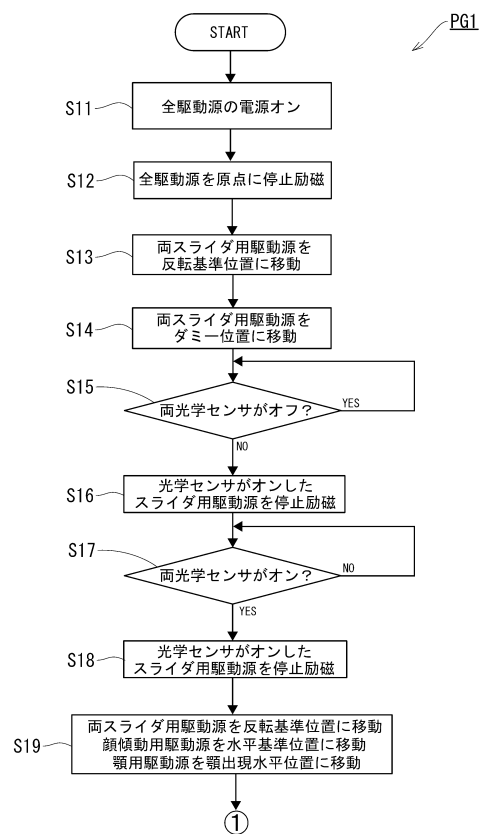 START
PG1
S11
全駆動源の電源オン
S12
全駆動源を原点に停止励磁
S13
両スライダ用駆動源を
反転基準位置に移動
S14
両スライダ用駆動源を
ダミー位置に移動
S15
両光学センサがオフ？
YES
NO
S16
光学センサがオンした
スライダ用駆動源を停止励磁
S17
両光学センサがオン？
NO
YES
S18
光学センサがオンした
スライダ用駆動源を停止励磁
S19
両スライダ用駆動源を反転基準位置に移動
顔傾動用駆動源を水平基準位置に移動
顎用駆動源を顎出現水平位置に移動
①